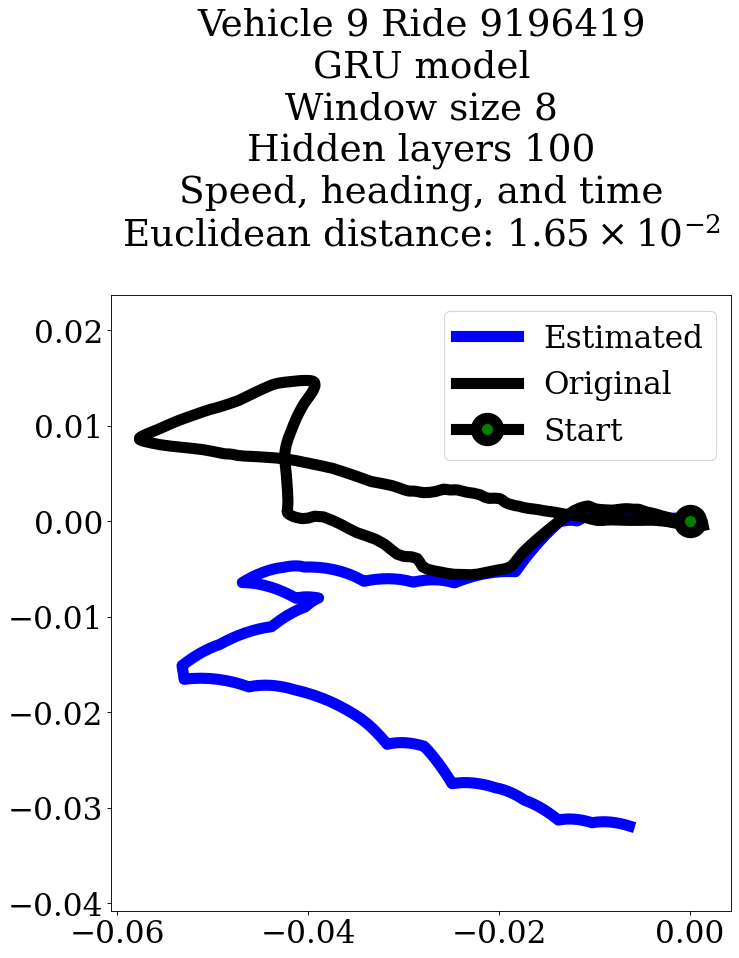 Vehicle 9 Ride 9196419
GRU model
Window size 8
Hidden layers 100
Speed, heading, and time
Euclidean distance: 1.65 × 10⁻²
Estimated
Original
Start
0.02
0.01
0.00
−0.01
−0.02
−0.03
−0.04
−0.06 −0.04 −0.02 0.00